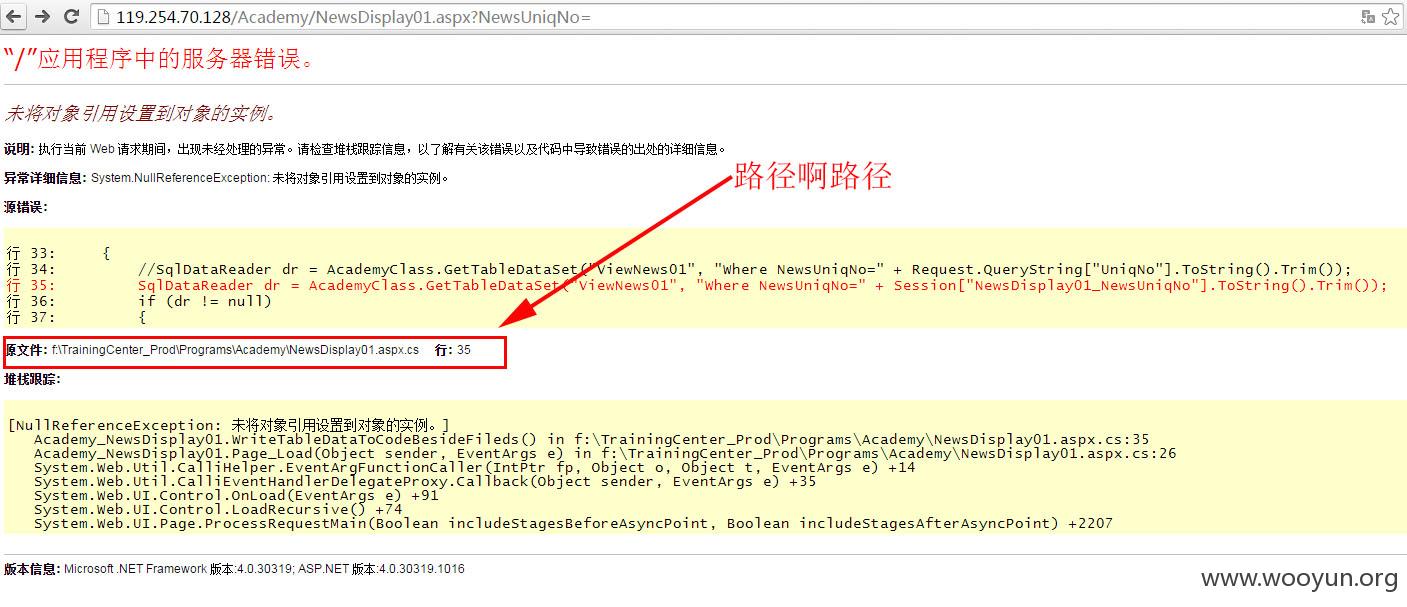 119.254.70.128/Academy/NewsDisplay01.aspx?NewsUniqNo=
“/”应用程序中的服务器错误。
未将对象引用设置到对象的实例。
说明: 执行当前 Web 请求期间，出现未经处理的异常。请检查堆栈跟踪信息，以了解有关该错误以及代码中导致错误的出处的详细信息。
路径啊路径
异常详细信息: System.NullReferenceException: 未将对象引用设置到对象的实例。
源错误:
行 33:     {
行 34:         //SqlDataReader dr = AcademyClass.GetTableDataSet("ViewNews01", "Where NewsUniqNo=" + Request.QueryString["UniqNo"].ToString().Trim());
行 35:         SqlDataReader dr = AcademyClass.GetTableDataSet("ViewNews01", "Where NewsUniqNo=" + Session["NewsDisplay01_NewsUniqNo"].ToString().Trim());
行 36:         if (dr != null)
行 37:         {
原文件: f:\TrainingCenter_Prod\Programs\Academy\NewsDisplay01.aspx.cs    行: 35
堆栈跟踪:
[NullReferenceException: 未将对象引用设置到对象的实例。]
   Academy_NewsDisplay01.WriteTableDataToCodeBesideFileds() in f:\TrainingCenter_Prod\Programs\Academy\NewsDisplay01.aspx.cs:35
   Academy_NewsDisplay01.Page_Load(Object sender, EventArgs e) in f:\TrainingCenter_Prod\Programs\Academy\NewsDisplay01.aspx.cs:26
   System.Web.Util.CalliHelper.EventArgFunctionCaller(IntPtr fp, Object o, Object t, EventArgs e) +14
   System.Web.Util.CalliEventHandlerDelegateProxy.Callback(Object sender, EventArgs e) +35
   System.Web.UI.Control.OnLoad(EventArgs e) +91
   System.Web.UI.Control.LoadRecursive() +74
   System.Web.UI.Page.ProcessRequestMain(Boolean includeStagesBeforeAsyncPoint, Boolean includeStagesAfterAsyncPoint) +2207
版本信息: Microsoft .NET Framework 版本:4.0.30319; ASP.NET 版本:4.0.30319.1016
www.wooyun.org